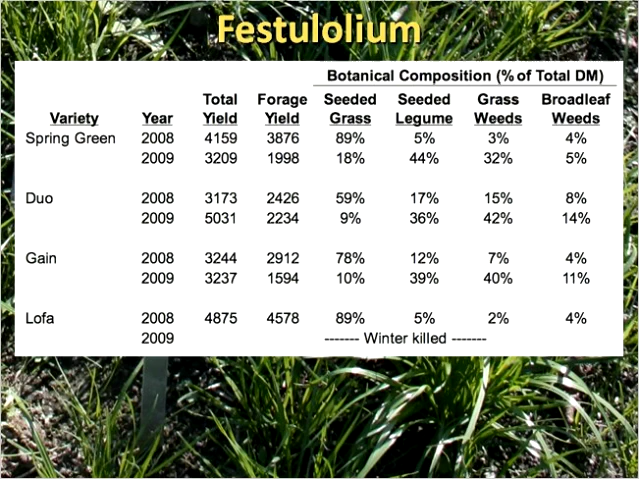 Festulolium
Botanical Composition (% of Total DM)
Total Forage Seeded Seeded Grass Broadleaf
Variety Year Yield Yield Grass Legume Weeds Weeds
Spring Green 2008 4159 3876 89% 5% 3% 4%
2009 3209 1998 18% 44% 32% 5%
Duo 2008 3173 2426 59% 17% 15% 8%
2009 5031 2234 9% 36% 42% 14%
Gain 2008 3244 2912 78% 12% 7% 4%
2009 3237 1594 10% 39% 40% 11%
Lofa 2008 4875 4578 89% 5% 2% 4%
2009 ------- Winter killed -------